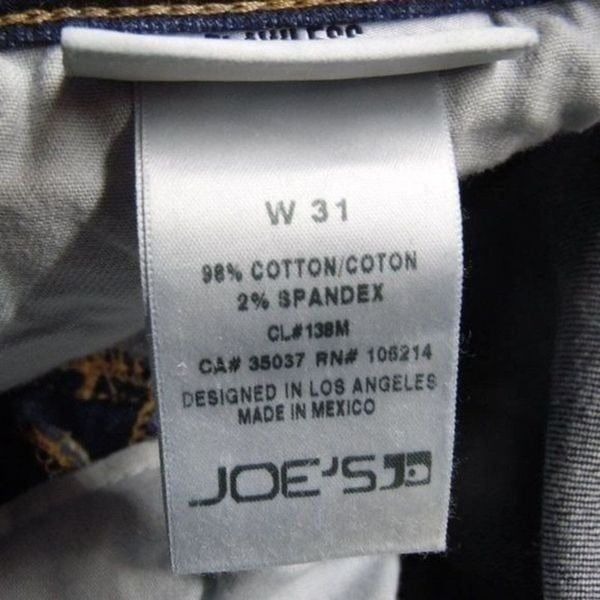 W 31
98% COTTON/COTON
2% SPANDEX
CL#138M
CA# 35037 RN# 106214
DESIGNED IN LOS ANGELES
MADE IN MEXICO
JOE'S